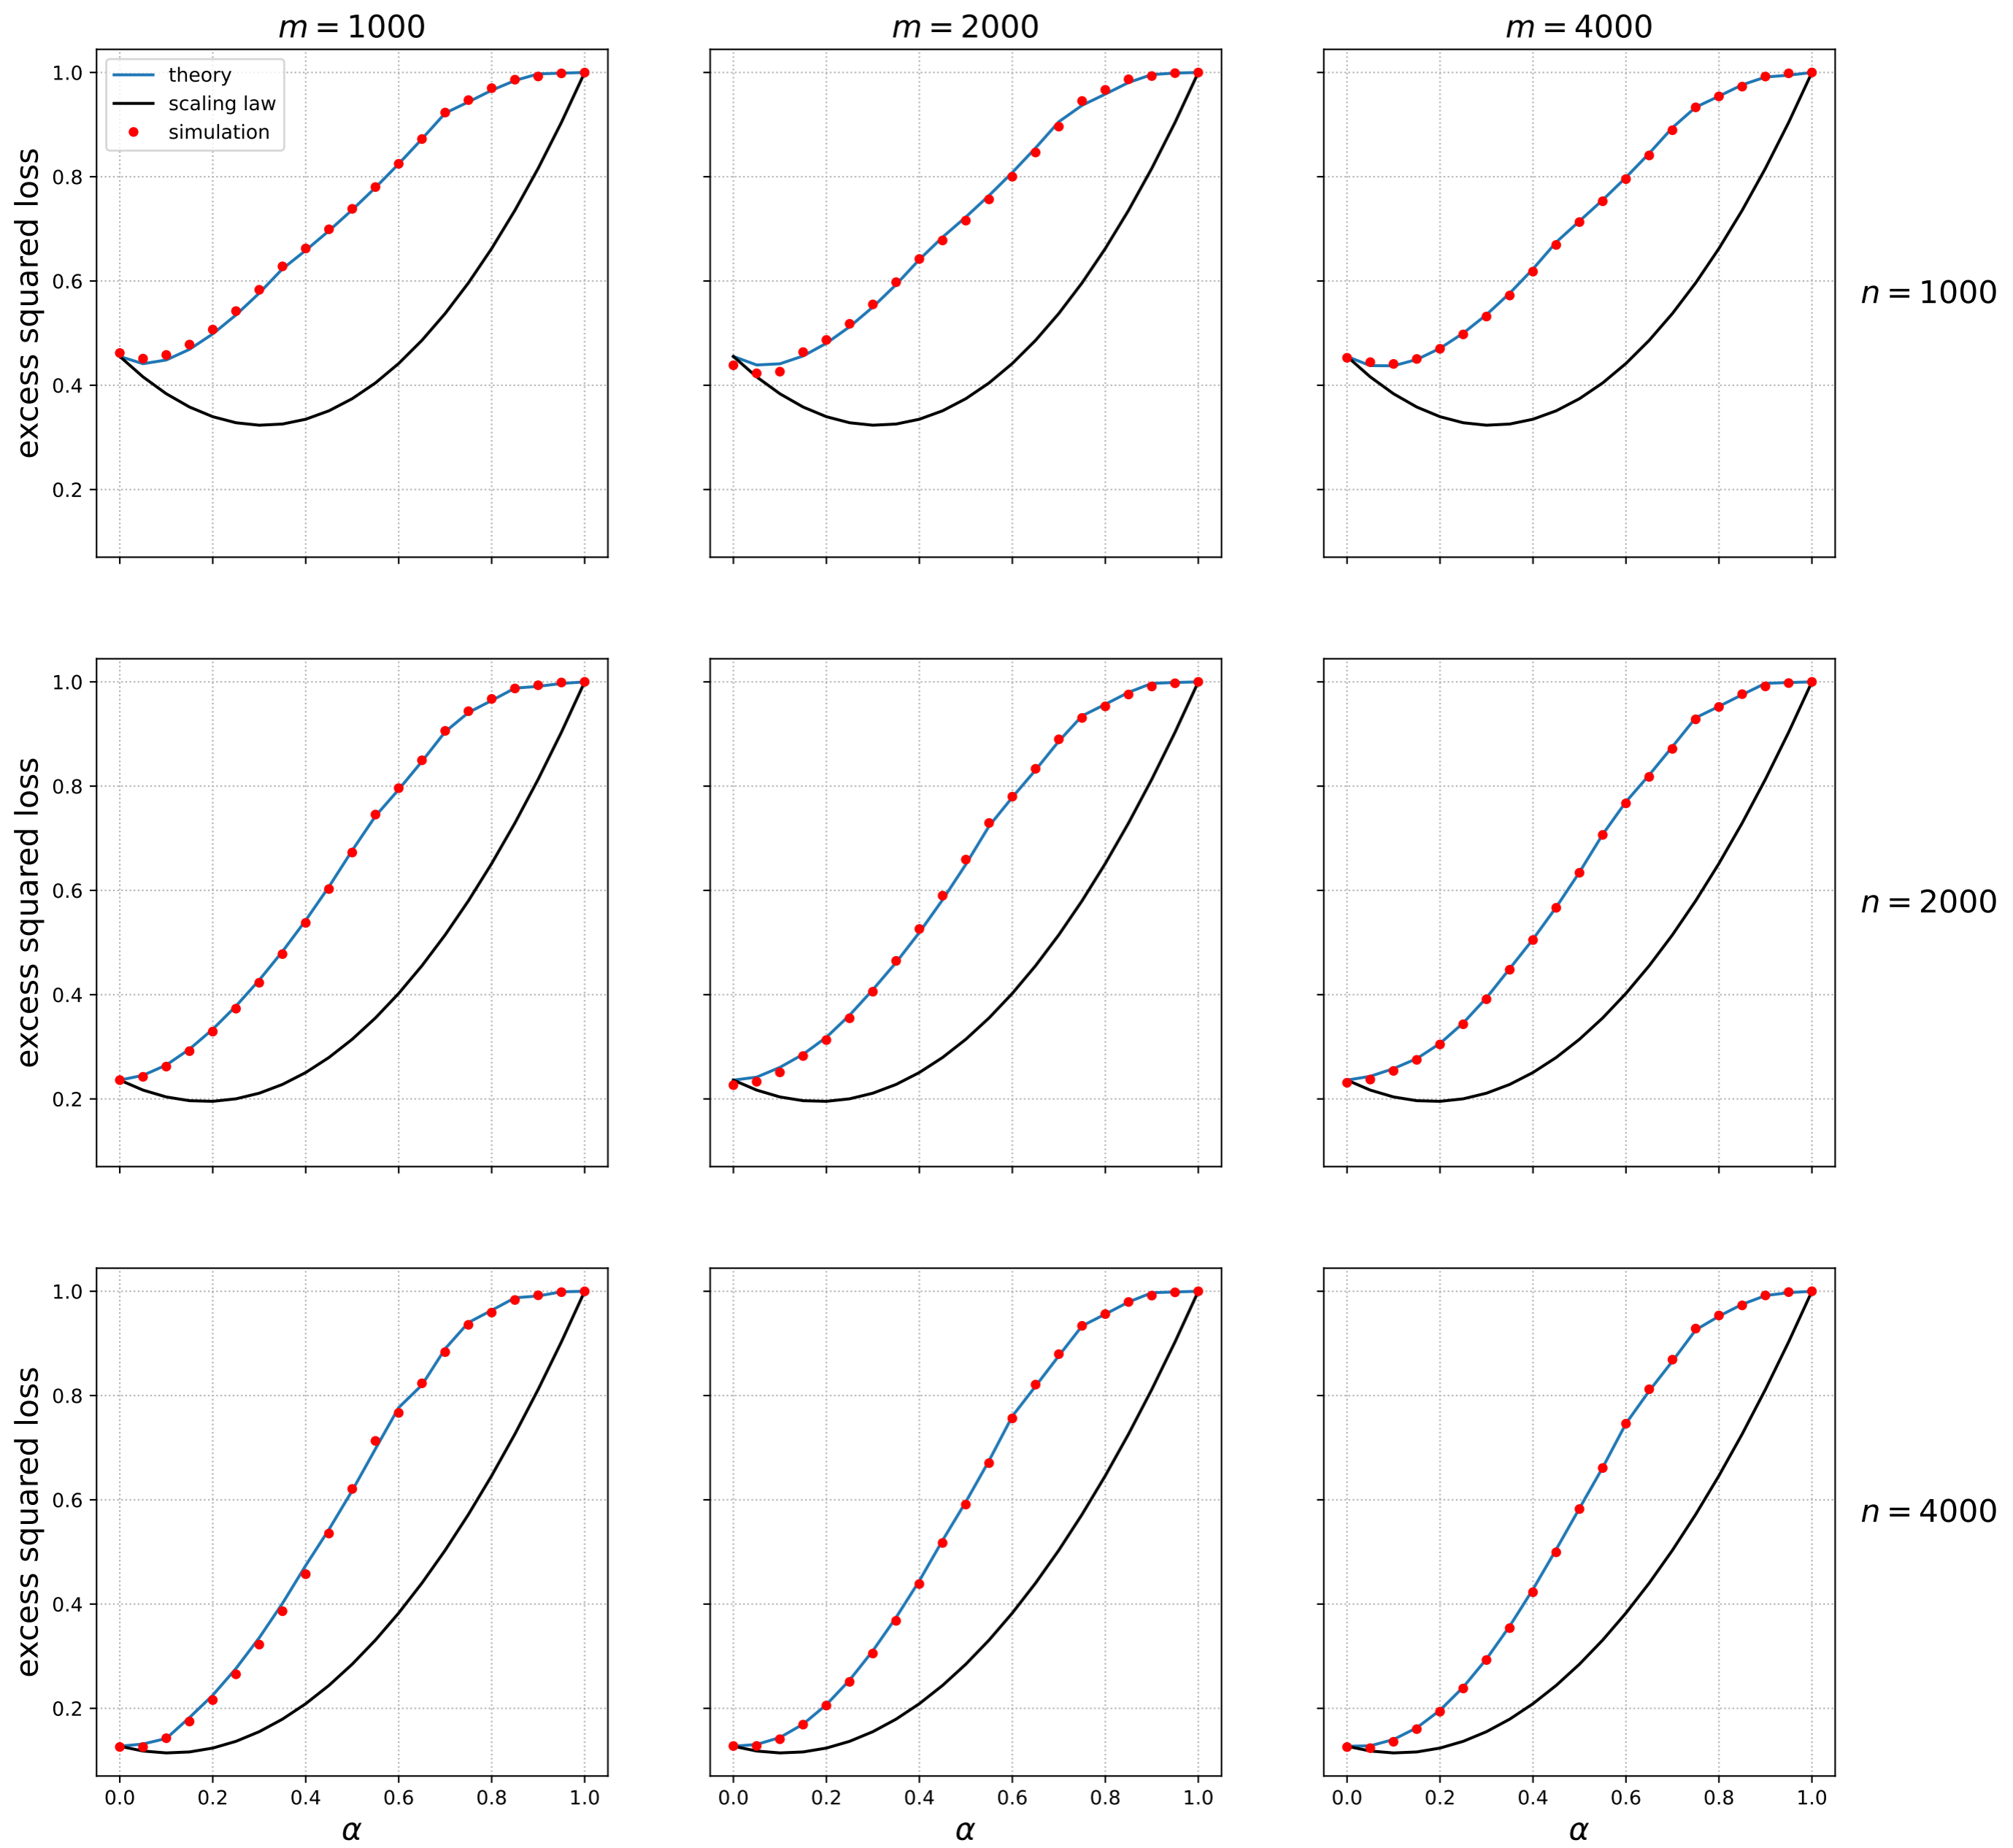 m = 1000
m = 2000
m = 4000
theory
scaling law
simulation
1.0
0.8
0.6
0.4
0.2
excess squared loss
n = 1000
1.0
0.8
0.6
0.4
0.2
excess squared loss
n = 2000
1.0
0.8
0.6
0.4
0.2
excess squared loss
n = 4000
0.0 0.2 0.4 0.6 0.8 1.0
0.0 0.2 0.4 0.6 0.8 1.0
0.0 0.2 0.4 0.6 0.8 1.0
α
α
α